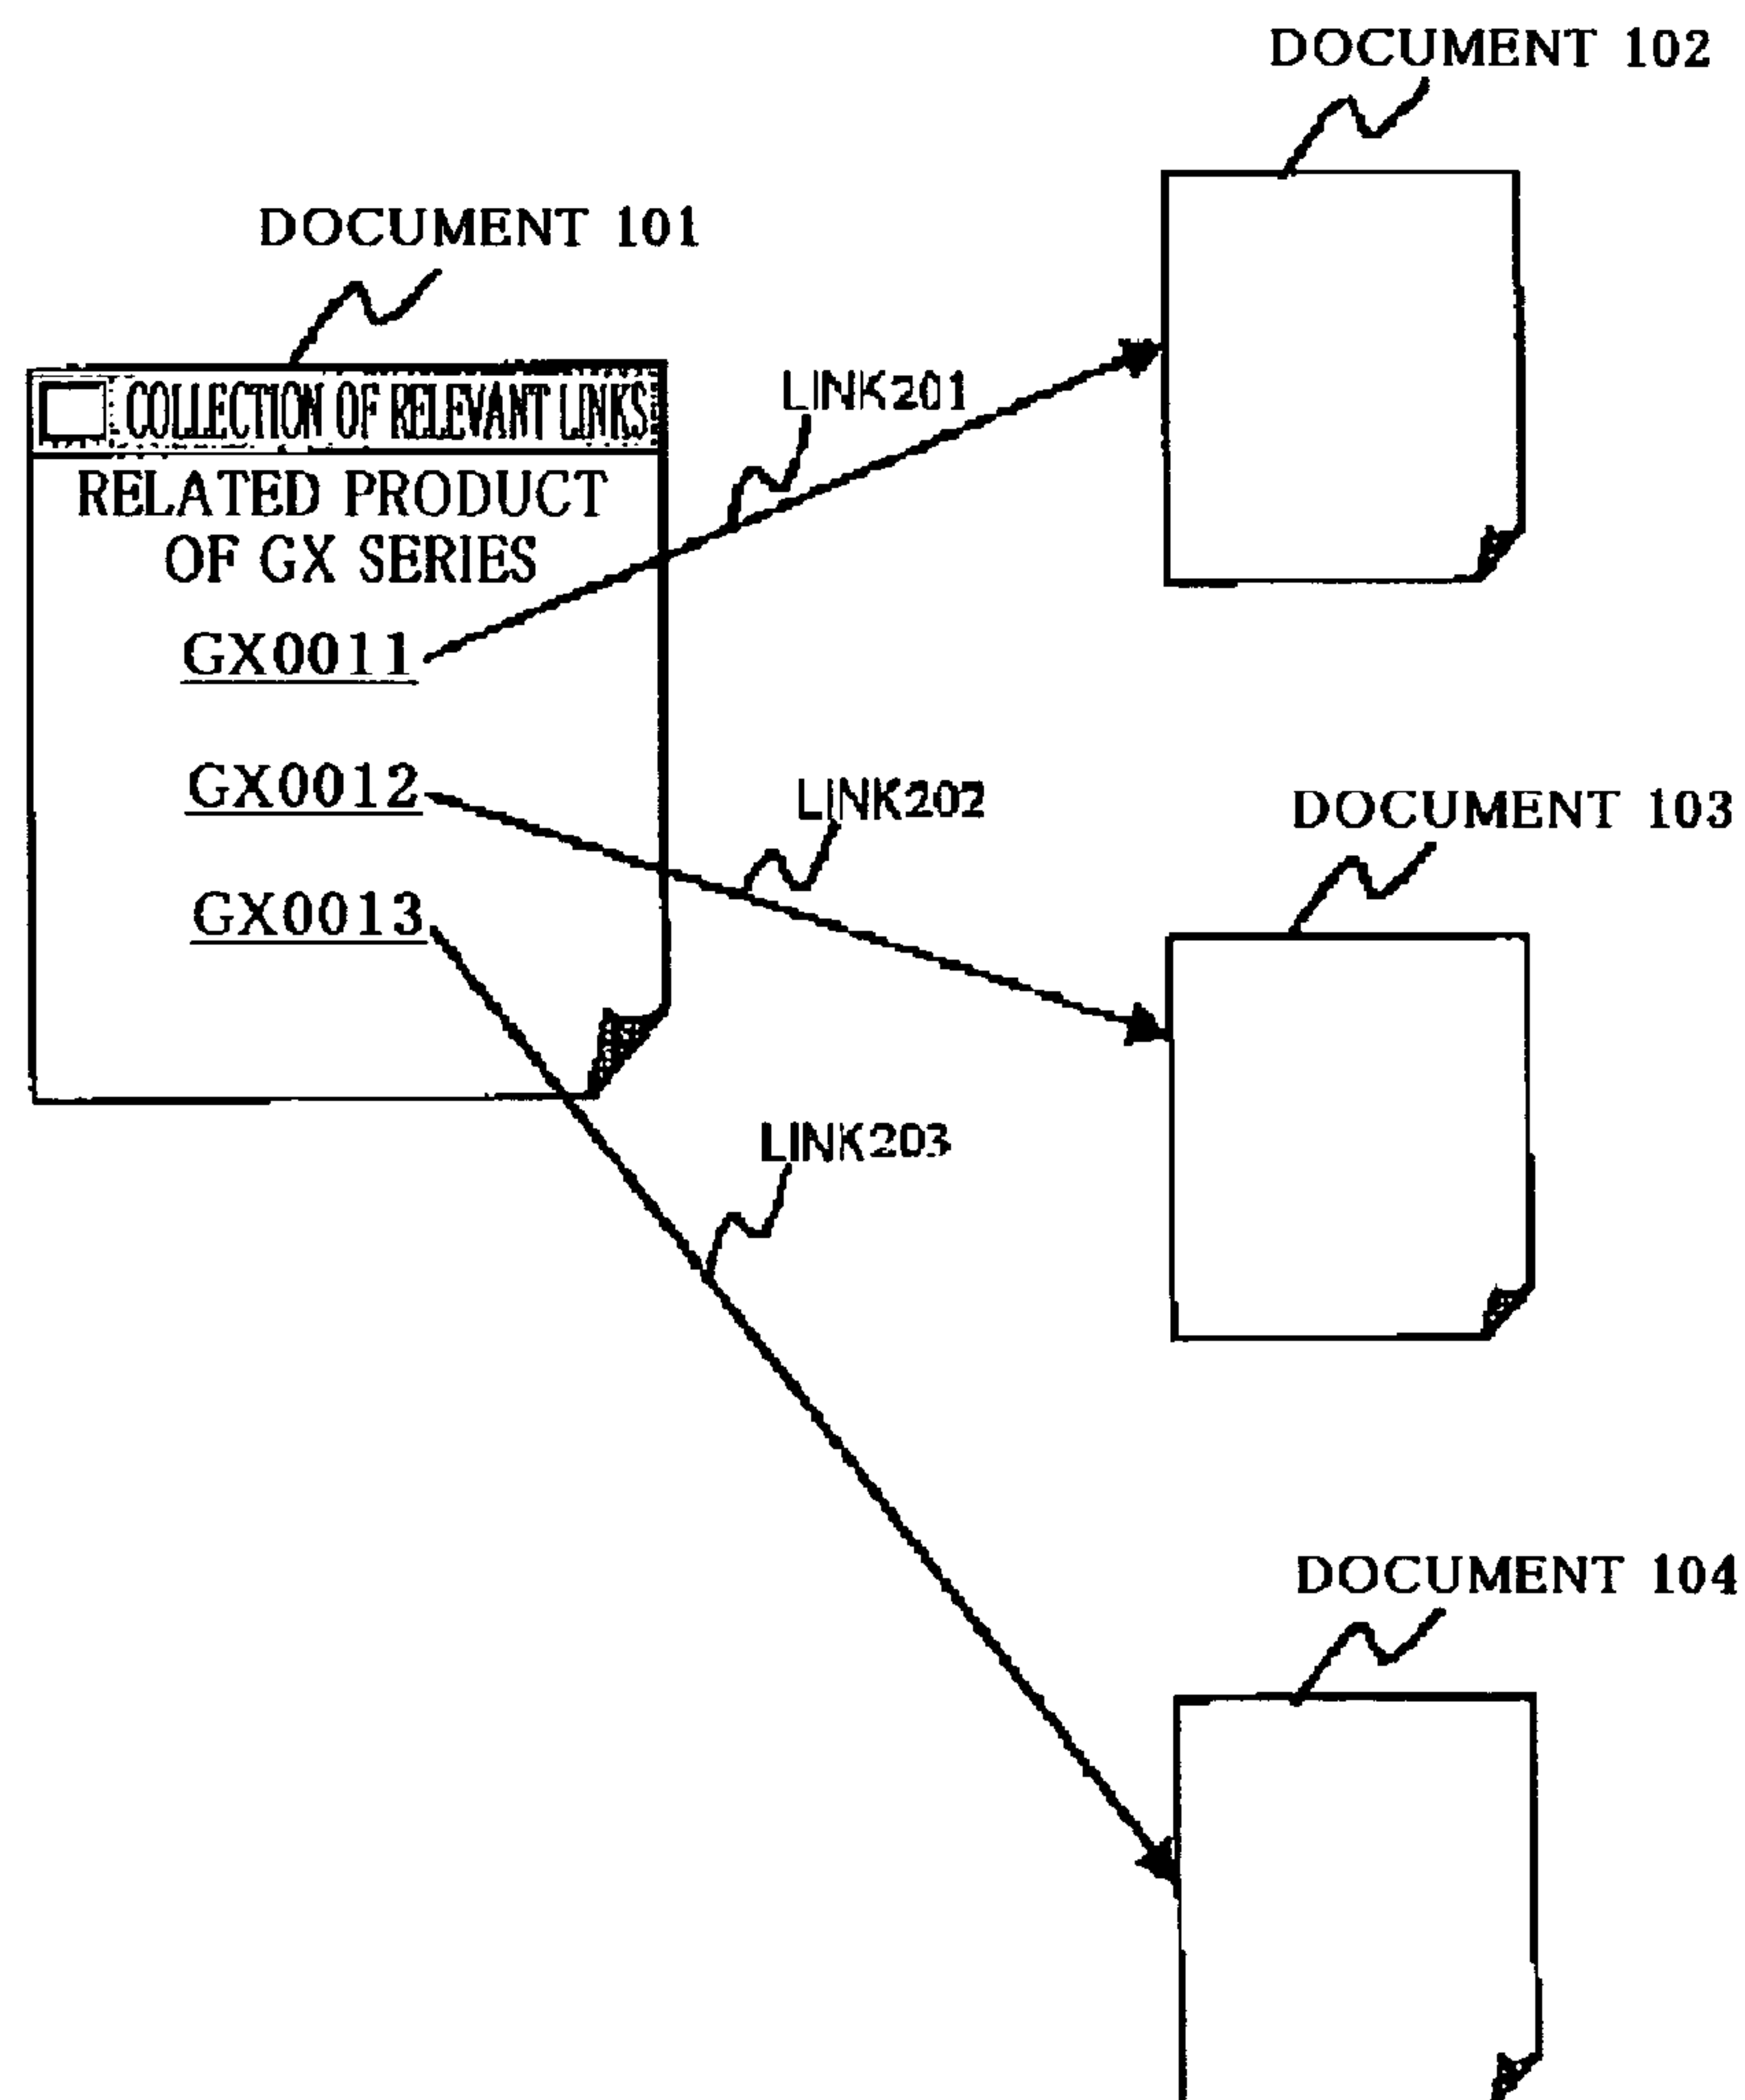 DOCUMENT 102
DOCUMENT 101
COLLECTION OF RELEVANT LINKS
LINK201
RELATED PRODUCT
OF GX SERIES
GX0011
GX0012
LINK202
DOCUMENT 103
GX0013
LINK203
DOCUMENT 104